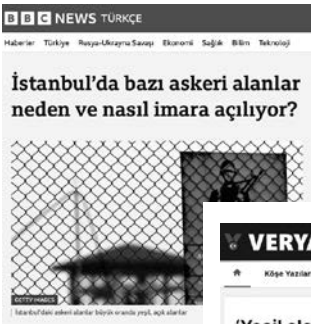 BBC NEWS TÜRKÇE
Haberler Türkiye Rusya-Ukrayna Savaşı Ekonomi Sağlık Bilim Teknoloji
İstanbul'da bazı askeri alanlar
neden ve nasıl imara açılıyor?
GETTY IMAGES
İstanbul'daki askeri alanlar büyük oranda yeşil, açık alanlar
VERYA
Köşe Yazılar